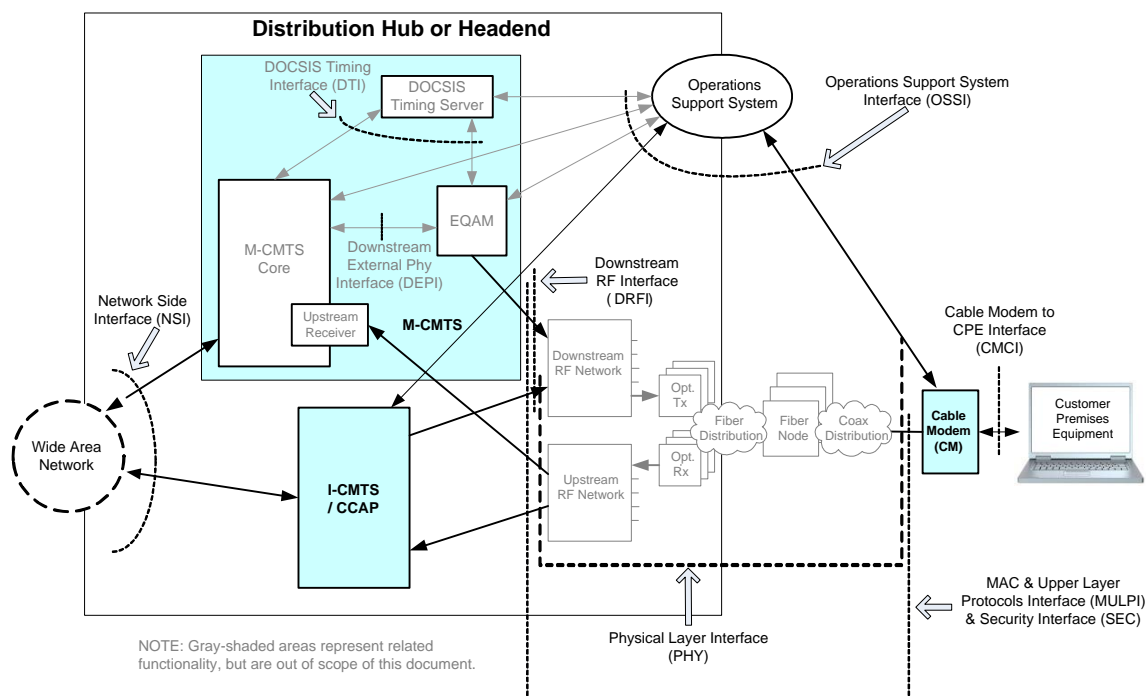 Distribution Hub or Headend
DOCSIS Timing
Interface (DTI)
DOCSIS
Timing Server
Operations
Support System
Operations Support System
Interface (OSSI)
M-CMTS
Core
EQAM
Downstream
External Phy
Interface (DEPI)
Upstream
Receiver
M-CMTS
Network Side
Interface (NSI)
Downstream
RF Interface
(DRFI)
Cable Modem to
CPE Interface
(CMCI)
Downstream
RF Network
Opt.
Tx
Fiber
Distribution
Fiber
Node
Coax
Distribution
Cable
Modem
(CM)
Customer
Premises
Equipment
Wide Area
Network
I-CMTS
/ CCAP
Upstream
RF Network
Opt.
Rx
MAC & Upper Layer
Protocols Interface (MULPI)
& Security Interface (SEC)
Physical Layer Interface
(PHY)
NOTE: Gray-shaded areas represent related
functionality, but are out of scope of this document.